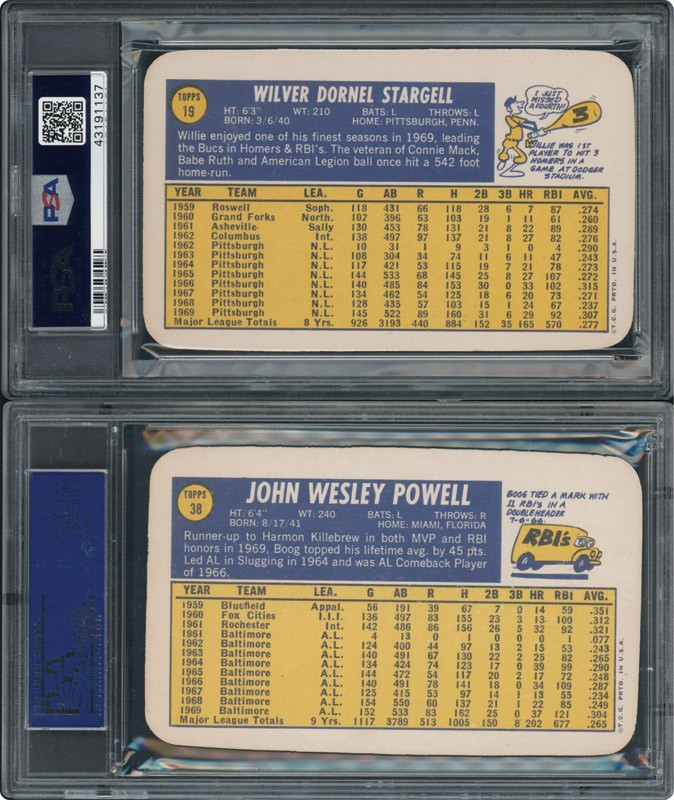 43191137
PSA
PSA
TOPPS
19
WILVER DORNEL STARGELL
HT: 6'3" WT: 210 BATS: L THROWS: L
BORN: 3/6/40 HOME: PITTSBURGH, PENN.
Willie enjoyed one of his finest seasons in 1969, leading
the Bucs in Homers & RBI's. The veteran of Connie Mack,
Babe Ruth and American Legion ball once hit a 542 foot
home-run.
I JUST
MISSED
A FOURTH!
3
WILLIE WAS 1ST
PLAYER TO HIT 3
HOMERS IN A
GAME AT DODGER
STADIUM.
YEAR TEAM LEA. G AB R H 2B 3B HR RBI AVG.
1959 Roswell Soph. 118 431 66 118 28 6 7 87 .274
1960 Grand Forks North. 107 396 63 103 19 1 11 61 .260
1961 Asheville Sally 130 453 78 131 21 8 22 89 .289
1962 Columbus Int. 138 497 97 137 21 8 27 82 .276
1962 Pittsburgh N.L. 10 31 1 9 3 1 0 4 .290
1963 Pittsburgh N.L. 108 304 34 74 11 6 11 47 .243
1964 Pittsburgh N.L. 117 421 53 115 19 7 21 78 .273
1965 Pittsburgh N.L. 144 533 68 145 25 8 27 107 .272
1966 Pittsburgh N.L. 140 485 84 153 30 0 33 102 .315
1967 Pittsburgh N.L. 134 462 54 125 18 6 20 73 .271
1968 Pittsburgh N.L. 128 435 57 103 15 1 24 67 .237
1969 Pittsburgh N.L. 145 522 89 160 31 6 29 92 .307
Major League Totals 8 Yrs. 926 3193 440 884 152 35 165 570 .277
©T.C.G. PRTD. IN U.S.A.
TOPPS
38
JOHN WESLEY POWELL
HT: 6'4" WT: 240 BATS: L THROWS: R
BORN: 8/17/41 HOME: MIAMI, FLORIDA
Runner-up to Harmon Killebrew in both MVP and RBI
honors in 1969, Boog topped his lifetime avg. by 45 pts.
Led AL in Slugging in 1964 and was AL Comeback Player
of 1966.
BOOG TIED A MARK WITH
11 RBI'S IN A
DOUBLEHEADER
7-6-66.
RBI's
YEAR TEAM LEA. G AB R H 2B 3B HR RBI AVG.
1959 Bluefield Appal. 56 191 39 67 7 0 14 59 .351
1960 Fox Cities I.I.I. 136 497 83 155 23 3 13 100 .312
1961 Rochester Int. 142 486 86 156 26 5 32 92 .321
1961 Baltimore A.L. 4 13 0 1 0 0 0 1 .077
1962 Baltimore A.L. 124 400 44 97 13 2 15 53 .243
1963 Baltimore A.L. 140 491 67 130 22 2 25 82 .265
1964 Baltimore A.L. 134 424 74 123 17 0 39 99 .290
1965 Baltimore A.L. 144 472 54 117 20 2 17 72 .248
1966 Baltimore A.L. 140 491 78 141 18 0 34 109 .287
1967 Baltimore A.L. 125 415 53 97 14 1 13 55 .234
1968 Baltimore A.L. 154 550 60 137 21 1 22 85 .249
1969 Baltimore A.L. 152 533 83 162 25 0 37 121 .304
Major League Totals 9 Yrs. 1117 3789 513 1005 150 8 202 677 .265
©T.C.G. PRTD. IN U.S.A.
PSA